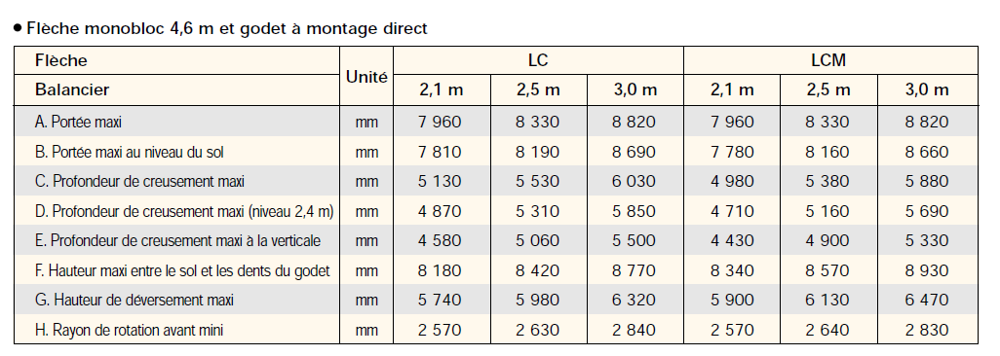 ● Flèche monobloc 4,6 m et godet à montage direct
Flèche Unité LC LCM
Balancier 2,1 m 2,5 m 3,0 m 2,1 m 2,5 m 3,0 m
A. Portée maxi mm 7 960 8 330 8 820 7 960 8 330 8 820
B. Portée maxi au niveau du sol mm 7 810 8 190 8 690 7 780 8 160 8 660
C. Profondeur de creusement maxi mm 5 130 5 530 6 030 4 980 5 380 5 880
D. Profondeur de creusement maxi (niveau 2,4 m) mm 4 870 5 310 5 850 4 710 5 160 5 690
E. Profondeur de creusement maxi à la verticale mm 4 580 5 060 5 500 4 430 4 900 5 330
F. Hauteur maxi entre le sol et les dents du godet mm 8 180 8 420 8 770 8 340 8 570 8 930
G. Hauteur de déversement maxi mm 5 740 5 980 6 320 5 900 6 130 6 470
H. Rayon de rotation avant mini mm 2 570 2 630 2 840 2 570 2 640 2 830